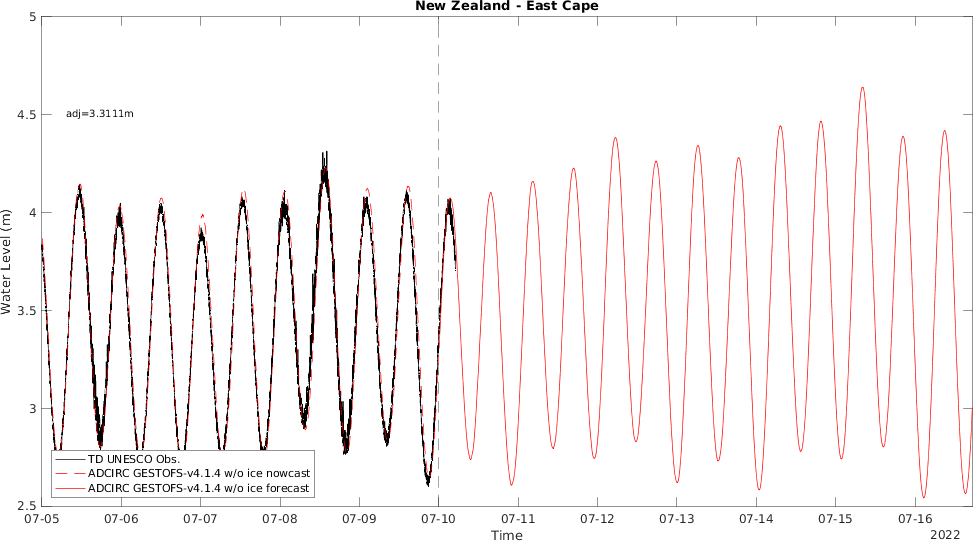 New Zealand - East Cape
5
4.5
4
3.5
3
2.5
adj=3.3111m
Water Level (m)
TD UNESCO Obs.
ADCIRC GESTOFS-v4.1.4 w/o ice nowcast
ADCIRC GESTOFS-v4.1.4 w/o ice forecast
07-05 07-06 07-07 07-08 07-09 07-10 07-11 07-12 07-13 07-14 07-15 07-16
Time
2022